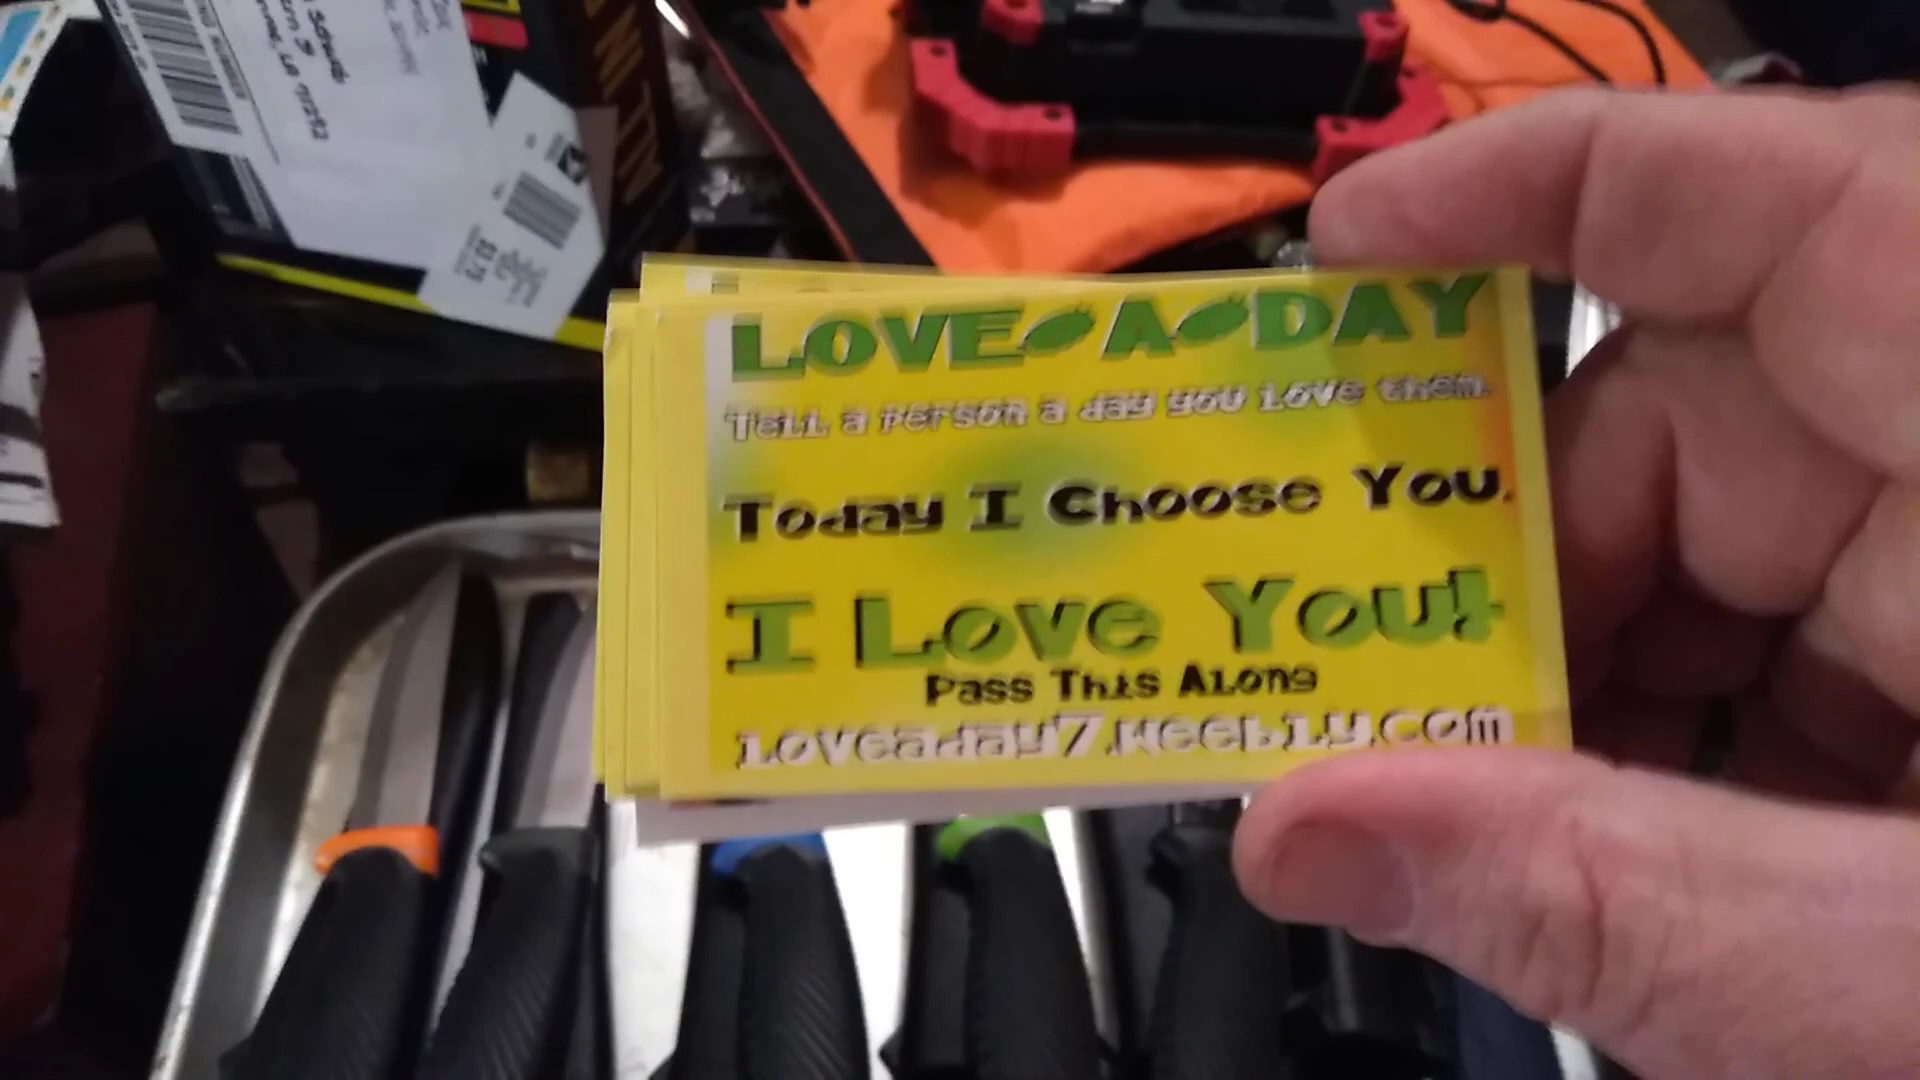 LOVE A DAY
Tell a person a day you love them.
Today I Choose You.
I Love You!
Pass This Along
loveaday7.weebly.com